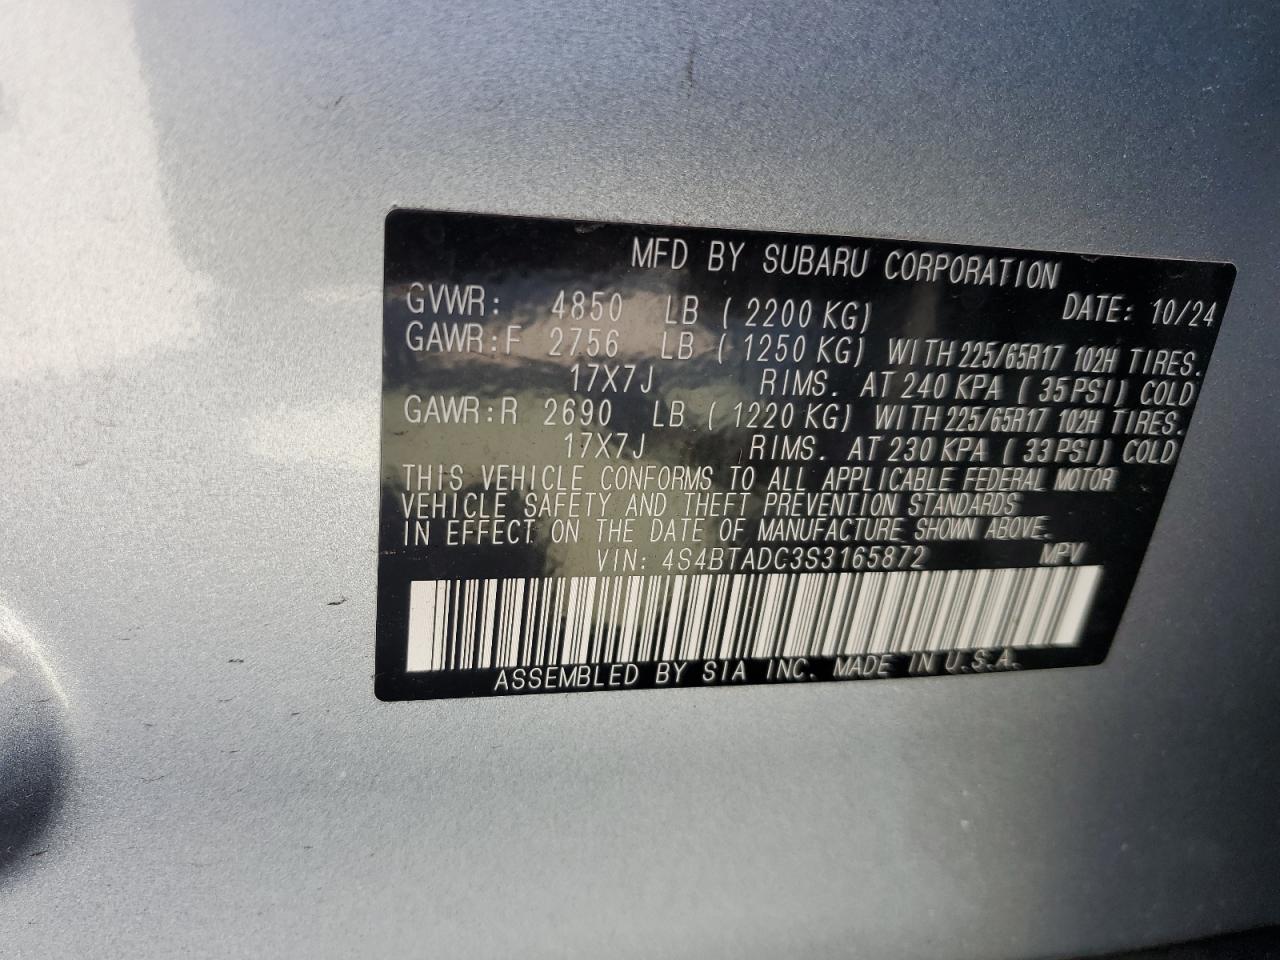 MFD BY SUBARU CORPORATION
GVWR: 4850 LB ( 2200 KG) DATE: 10/24
GAWR:F 2756 LB ( 1250 KG) WITH 225/65R17 102H TIRES.
17X7J RIMS. AT 240 KPA ( 35 PSI) COLD
GAWR:R 2690 LB ( 1220 KG) WITH 225/65R17 102H TIRES.
17X7J RIMS. AT 230 KPA ( 33 PSI) COLD
THIS VEHICLE CONFORMS TO ALL APPLICABLE FEDERAL MOTOR
VEHICLE SAFETY AND THEFT PREVENTION STANDARDS
IN EFFECT ON THE DATE OF MANUFACTURE SHOWN ABOVE.
VIN: 4S4BTADC3S3165872 MPV
ASSEMBLED BY SIA INC. MADE IN U.S.A.